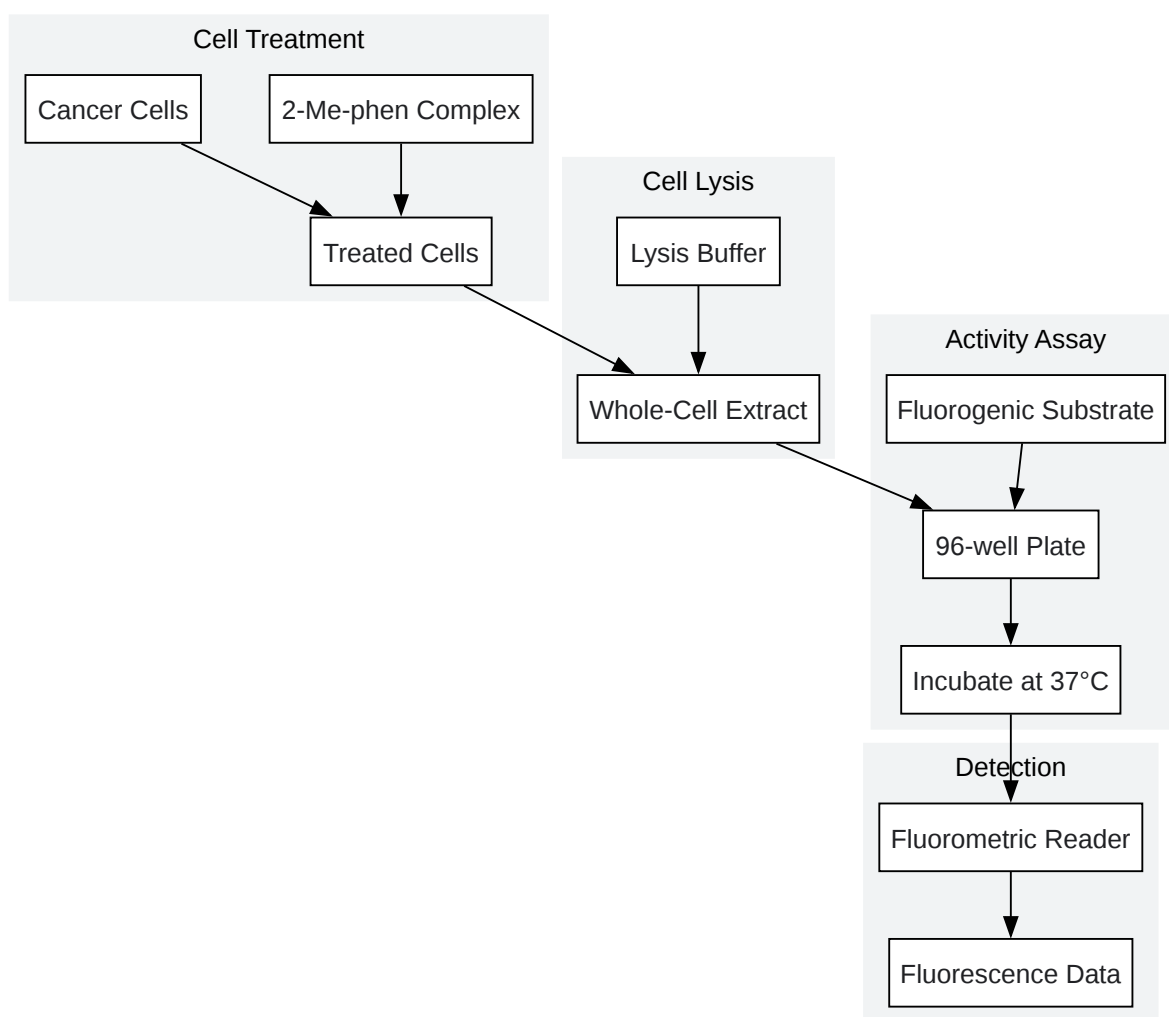 Cell Treatment
Cancer Cells
2-Me-phen Complex
Treated Cells
Cell Lysis
Lysis Buffer
Whole-Cell Extract
Activity Assay
Fluorogenic Substrate
96-well Plate
Incubate at 37°C
Detection
Fluorometric Reader
Fluorescence Data